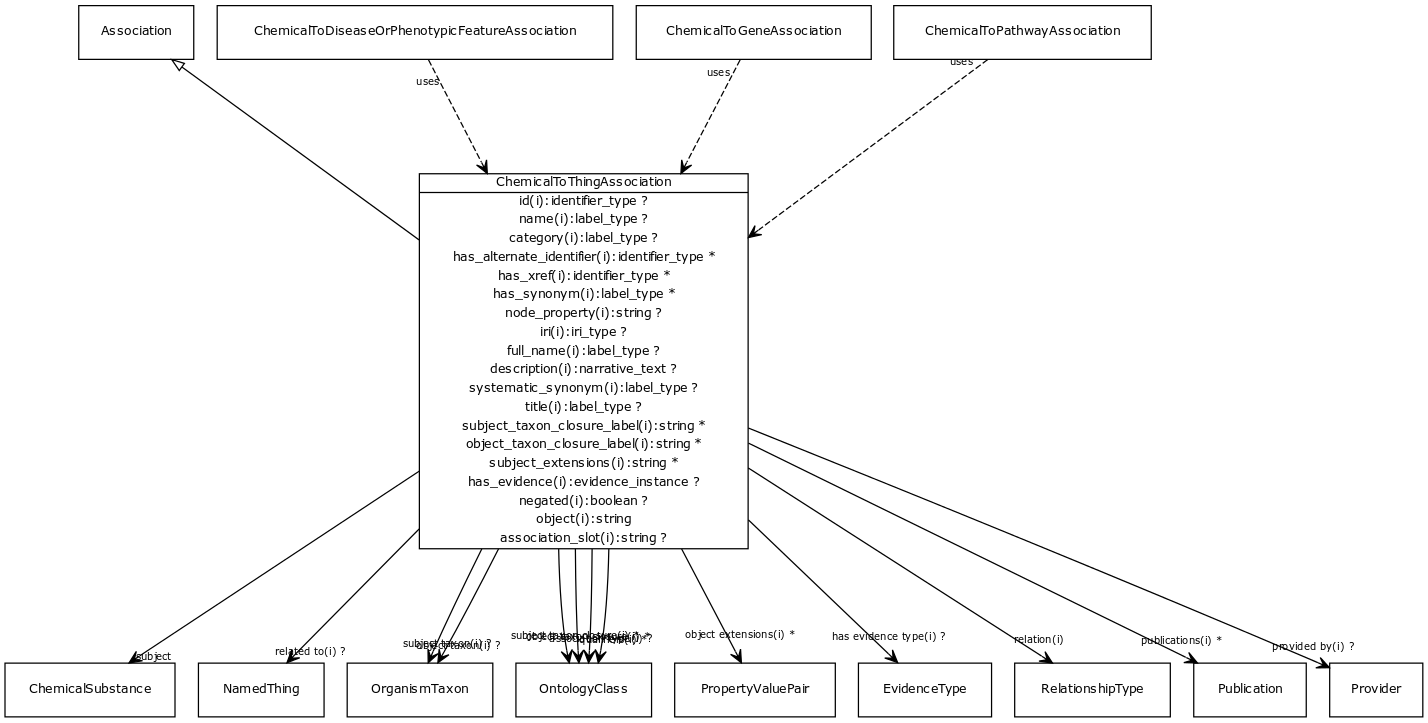 Association
ChemicalToDiseaseOrPhenotypicFeatureAssociation
ChemicalToGeneAssociation
ChemicalToPathwayAssociation
uses
uses
uses
ChemicalToThingAssociation
id(i):identifier_type ?
name(i):label_type ?
category(i):label_type ?
has_alternate_identifier(i):identifier_type *
has_xref(i):identifier_type *
has_synonym(i):label_type *
node_property(i):string ?
iri(i):iri_type ?
full_name(i):label_type ?
description(i):narrative_text ?
systematic_synonym(i):label_type ?
title(i):label_type ?
subject_taxon_closure_label(i):string *
object_taxon_closure_label(i):string *
subject_extensions(i):string *
has_evidence(i):evidence_instance ?
negated(i):boolean ?
object(i):string
association_slot(i):string ?
subject
related to(i) ?
subject taxon(i) ?
object taxon(i) ?
object extensions(i) *
has evidence type(i) ?
relation(i)
publications(i) *
provided by(i) ?
ChemicalSubstance
NamedThing
OrganismTaxon
OntologyClass
PropertyValuePair
EvidenceType
RelationshipType
Publication
Provider